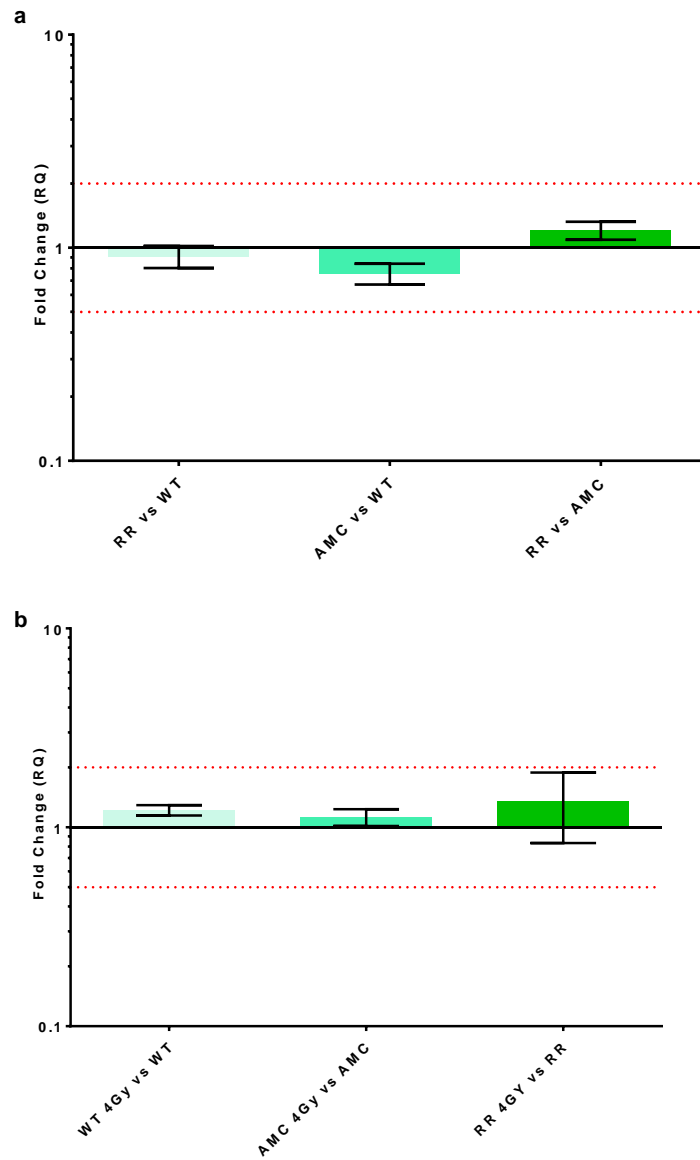 a
10
1
0.1
Fold Change (RQ)
RR vs WT
AMC vs WT
RR vs AMC
b
10
1
0.1
Fold Change (RQ)
WT 4Gy vs WT
AMC 4Gy vs AMC
RR 4GY vs RR